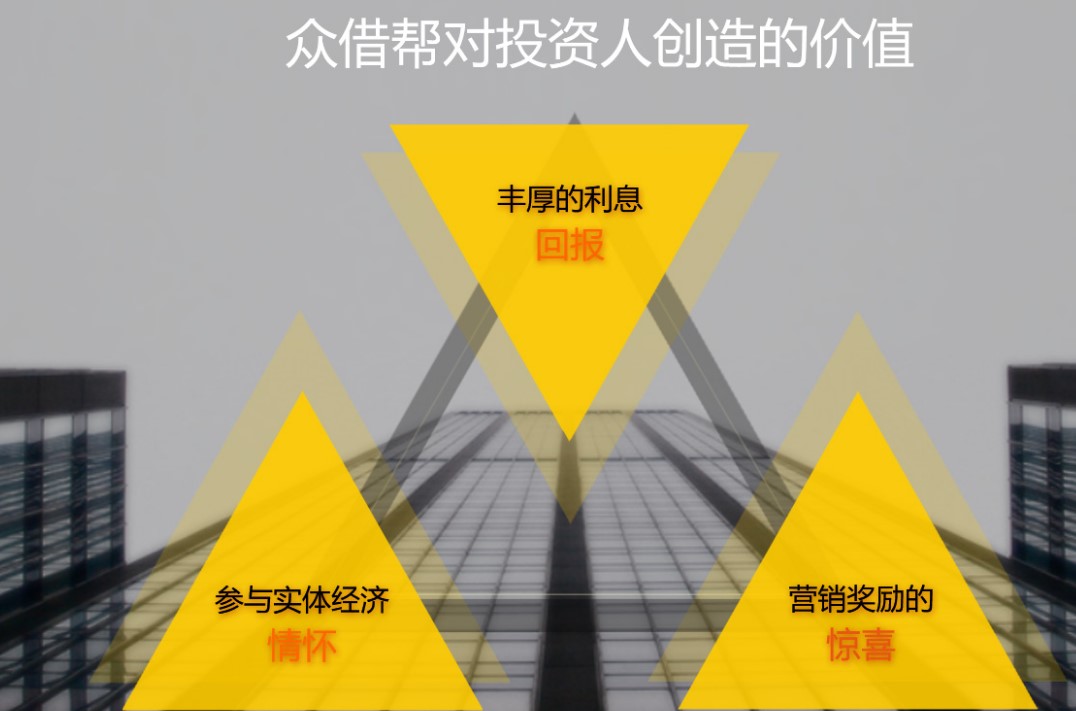 众借帮对投资人创造的价值
丰厚的利息
回报
参与实体经济
情怀
营销奖励的
惊喜